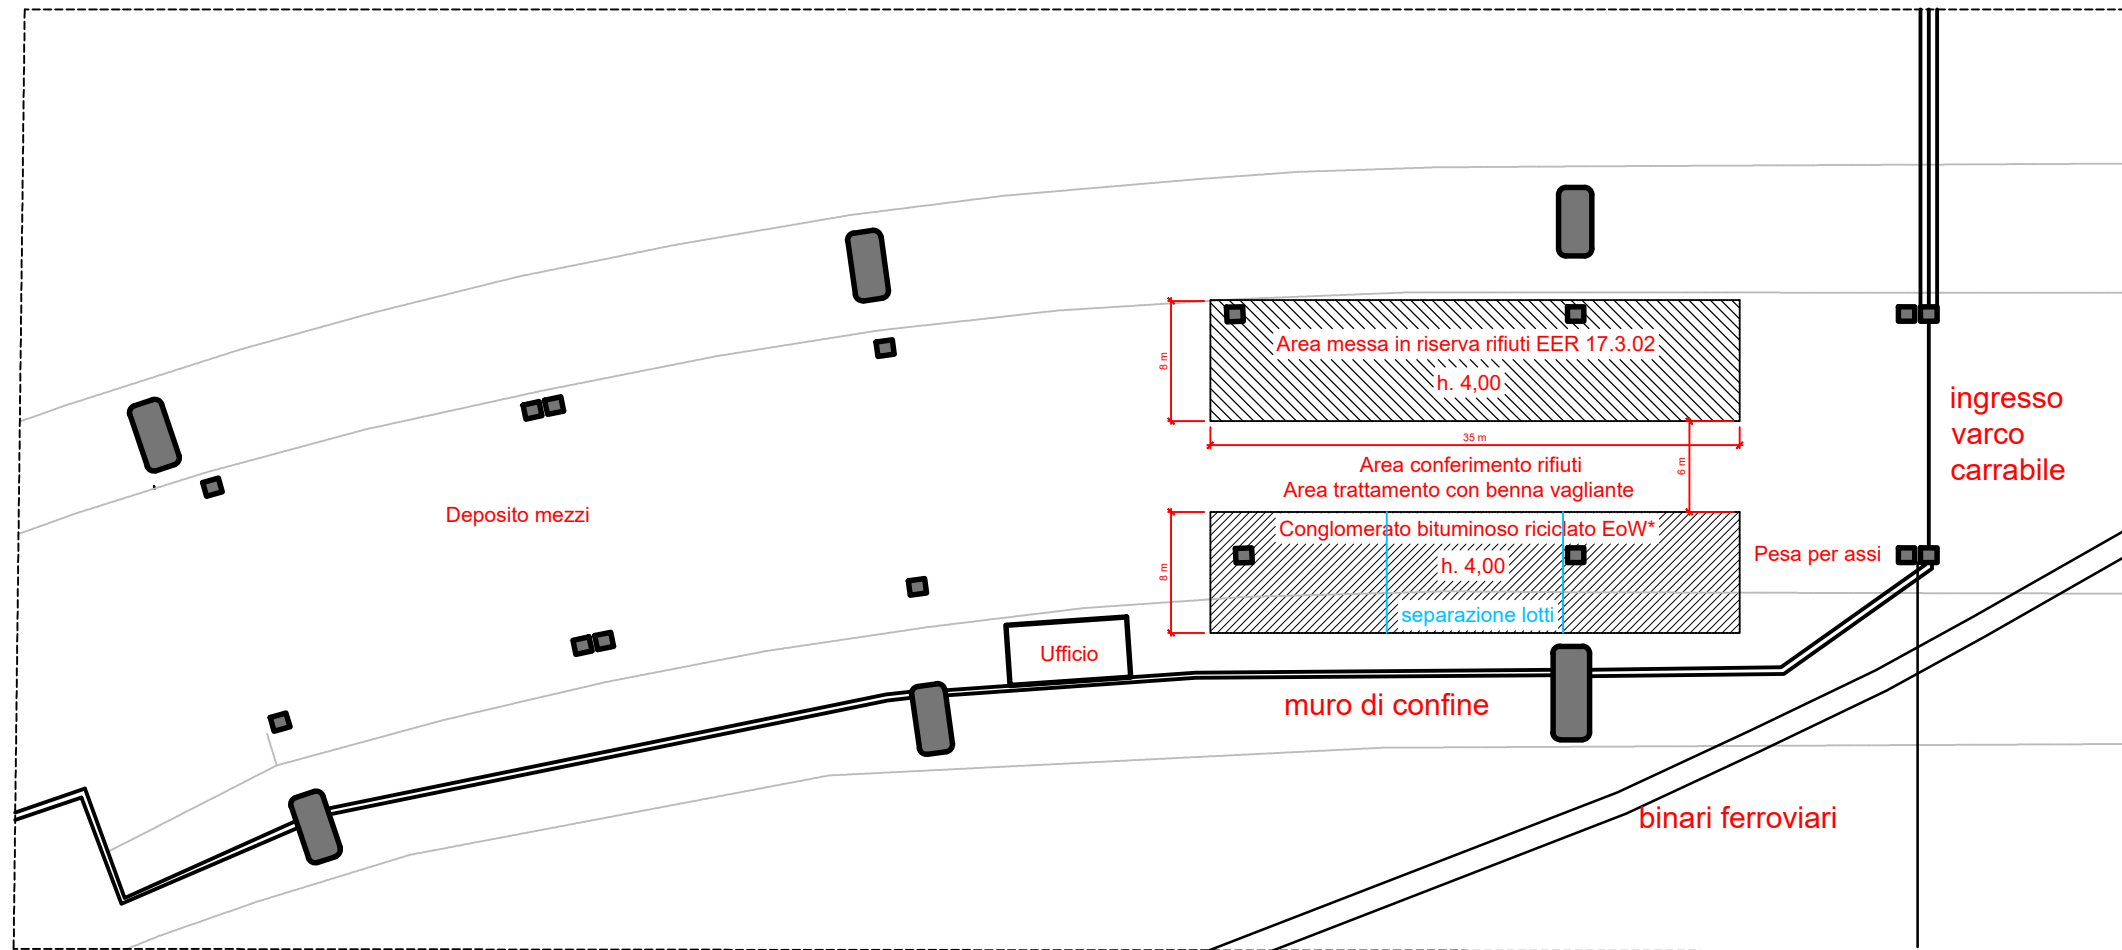 8 m
Area messa in riserva rifiuti EER 17.3.02
h. 4,00
ingresso
varco
carrabile
35 m
6 m
Area conferimento rifiuti
Area trattamento con benna vagliante
Deposito mezzi
8 m
Conglomerato bituminoso riciclato EoW*
h. 4,00
Pesa per assi
separazione lotti
Ufficio
muro di confine
binari ferroviari